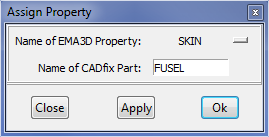 Assign Property
Name of EMA3D Property: SKIN
Name of CADfix Part: FUSEL
Close Apply Ok